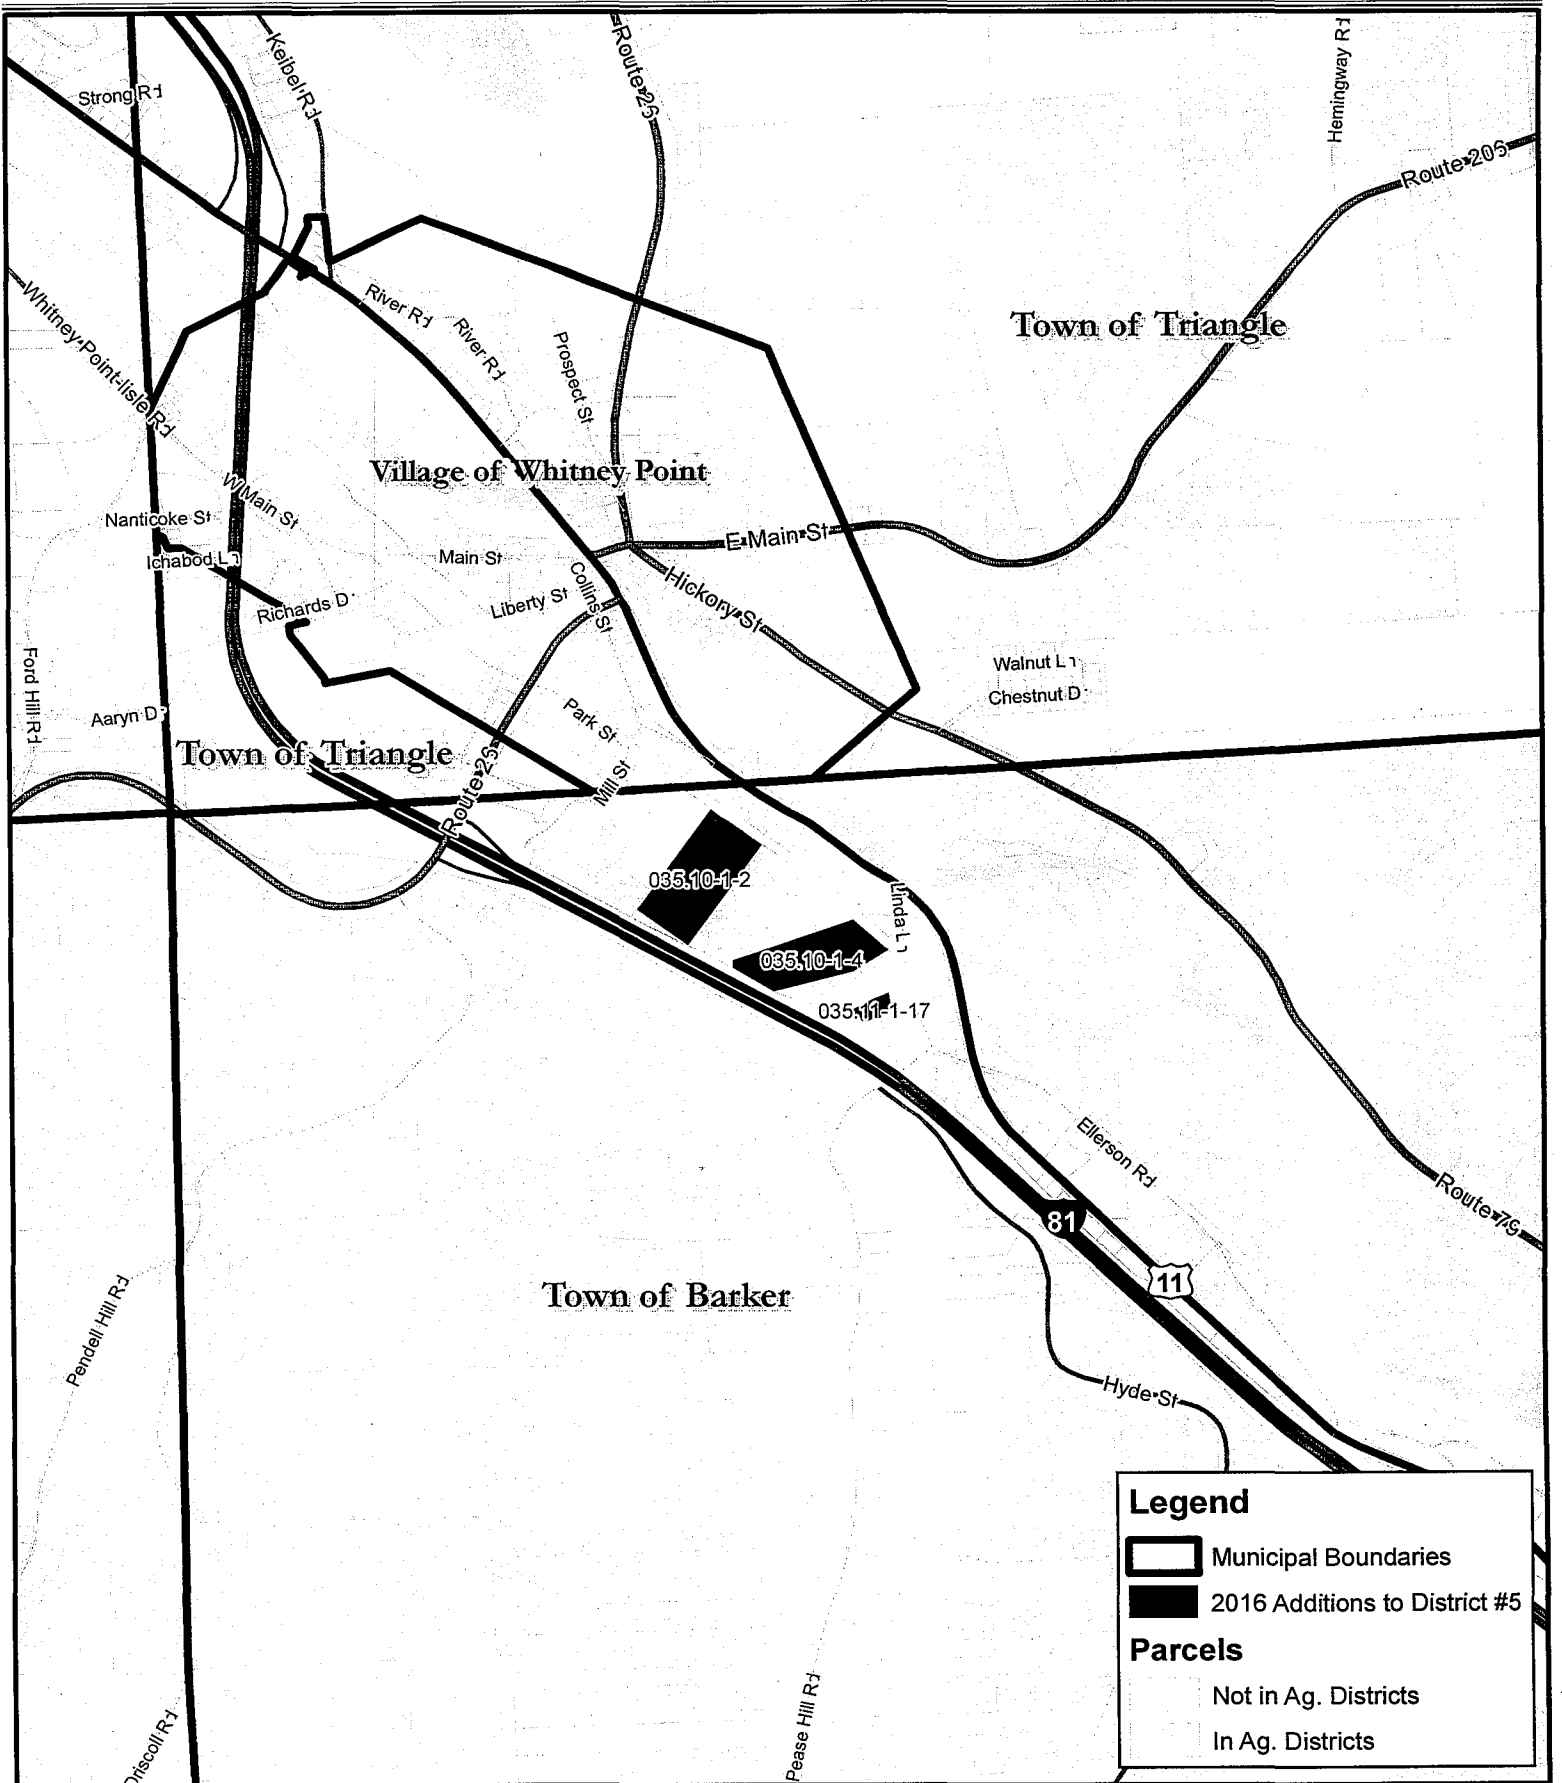 Strong Rd
Keibel Rd
Route 26
Hemingway Rd
Route 206
Whitney Point-lisle Rd
River Rd
River Rd
Prospect St
Town of Triangle
Village of Whitney Point
W Main St
Nanticoke St
Ichabod Ln
Main St
E Main St
Hickory St
Richards Dr
Liberty St
Collins St
Ford Hill Rd
Walnut Ln
Chestnut Dr
Aaryn Dr
Park St
Town of Triangle
Route 26
Mill St
035.10-1-2
Linda Ln
035.10-1-4
035.11-1-17
Ellerson Rd
Route 79
81
11
Town of Barker
Pendell Hill Rd
Hyde St
Pease Hill Rd
Driscoll Rd
Legend
Municipal Boundaries
2016 Additions to District #5
Parcels
Not in Ag. Districts
In Ag. Districts